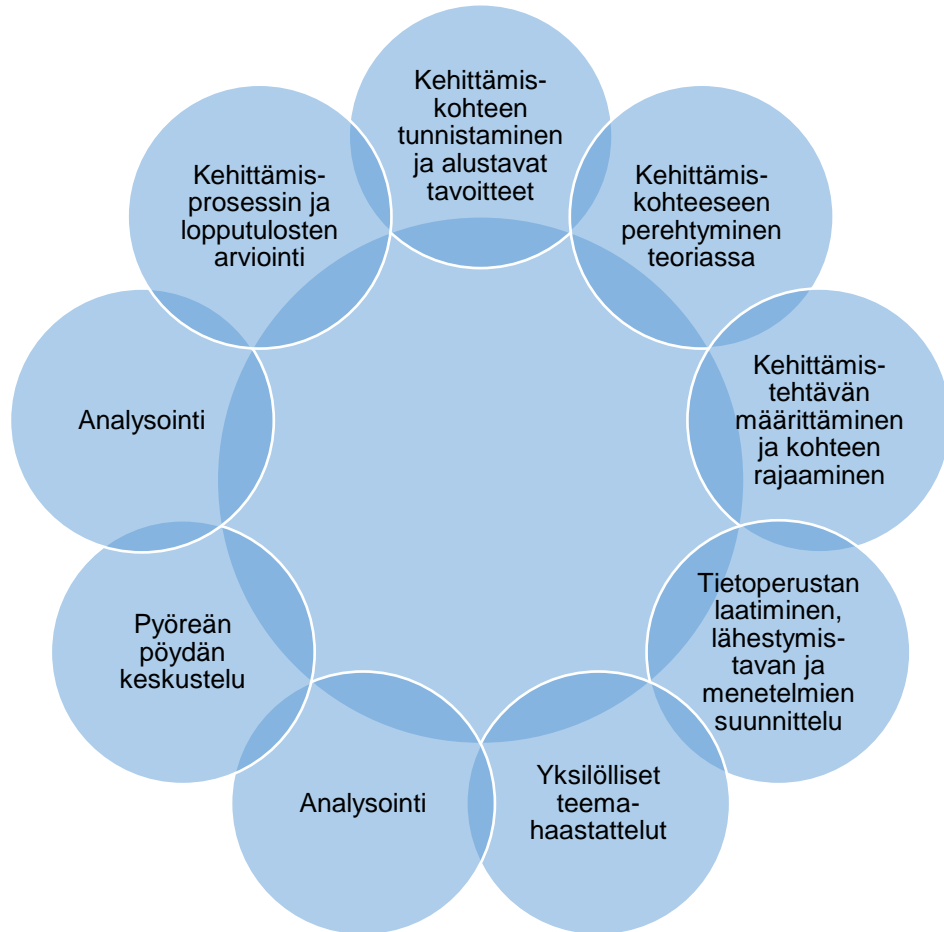 Kehittämis-
kohteen
tunnistaminen
ja alustavat
tavoitteet
Kehittämis-
kohteeseen
perehtyminen
teoriassa
Kehittämis-
tehtävän
määrittäminen
ja kohteen
rajaaminen
Tietoperustan
laatiminen,
lähestymis-
tavan ja
menetelmien
suunnittelu
Yksilölliset
teema-
haastattelut
Analysointi
Pyöreän
pöydän
keskustelu
Analysointi
Kehittämis-
prosessin ja
lopputulosten
arviointi